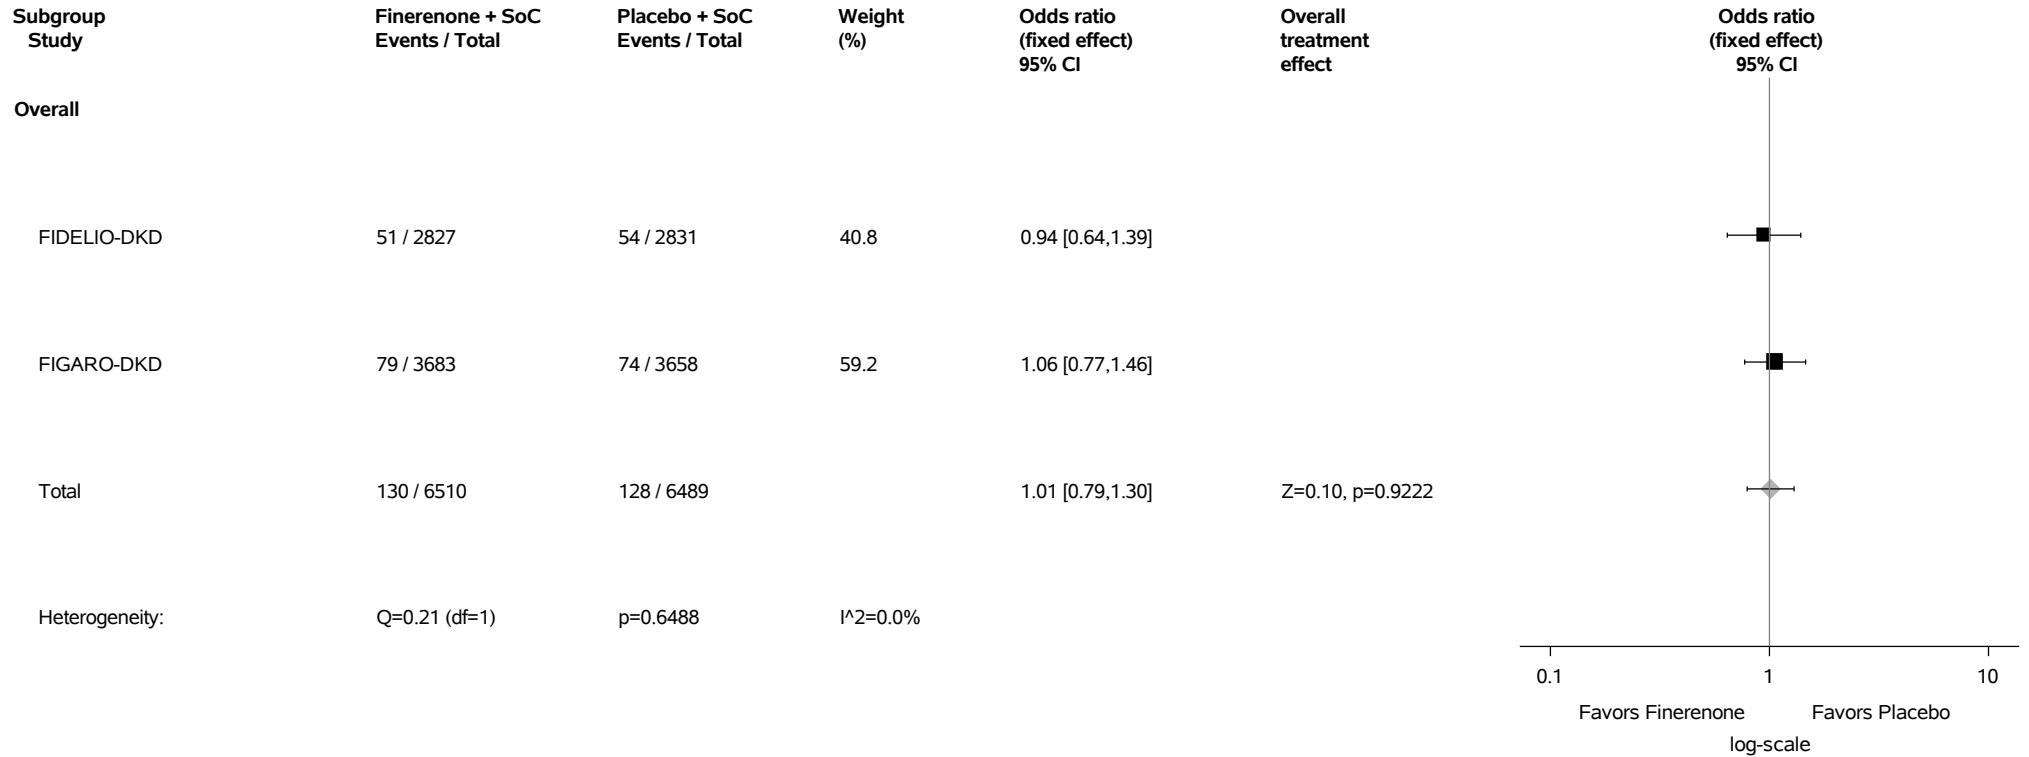 Subgroup Finerenone + SoC Placebo + SoC Weight Odds ratio Overall Odds ratio
Study Events / Total Events / Total (%) (fixed effect) treatment (fixed effect)
95% CI effect 95% CI
Overall
FIDELIO-DKD 51 / 2827 54 / 2831 40.8 0.94 [0.64,1.39]
FIGARO-DKD 79 / 3683 74 / 3658 59.2 1.06 [0.77,1.46]
Total 130 / 6510 128 / 6489 1.01 [0.79,1.30] Z=0.10, p=0.9222
Heterogeneity: Q=0.21 (df=1) p=0.6488 I^2=0.0%
0.1 1 10
Favors Finerenone Favors Placebo
log-scale